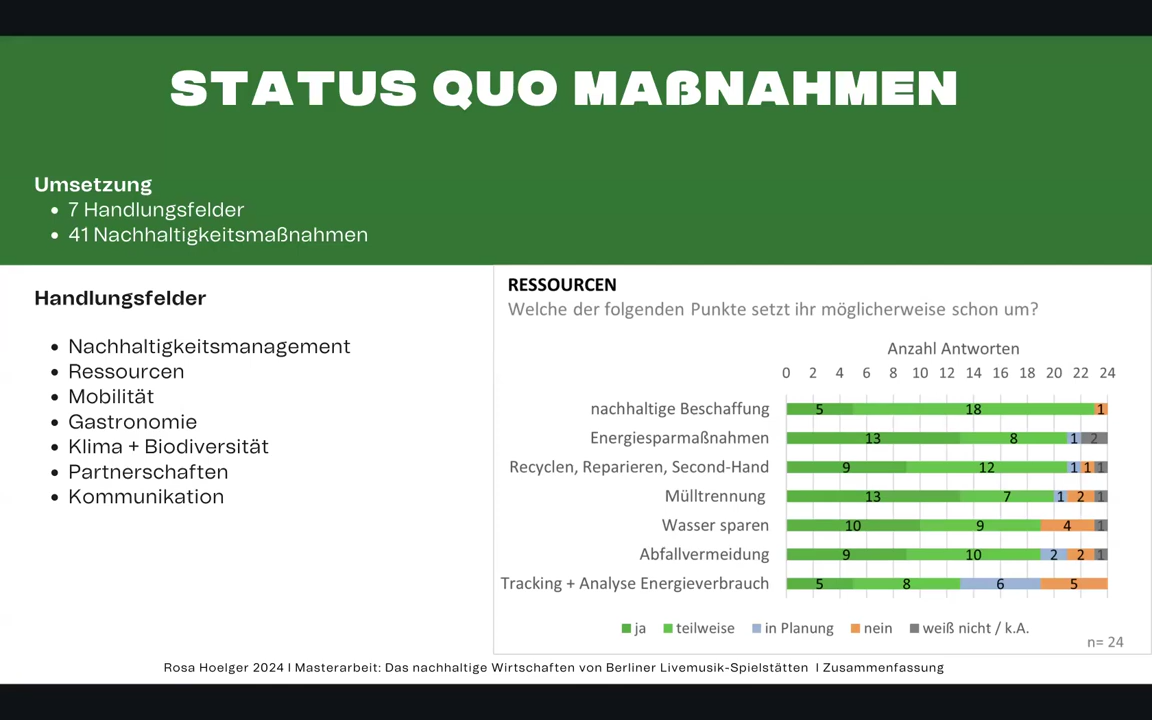 STATUS QUO MAßNAHMEN
Umsetzung
• 7 Handlungsfelder
• 41 Nachhaltigkeitsmaßnahmen
Handlungsfelder
• Nachhaltigkeitsmanagement
• Ressourcen
• Mobilität
• Gastronomie
• Klima + Biodiversität
• Partnerschaften
• Kommunikation
RESSOURCEN
Welche der folgenden Punkte setzt ihr möglicherweise schon um?
Anzahl Antworten
0 2 4 6 8 10 12 14 16 18 20 22 24
nachhaltige Beschaffung 5 18 1
Energiesparmaßnahmen 13 8 1 2
Recyclen, Reparieren, Second-Hand 9 12 1 1 1
Mülltrennung 13 7 1 2 1
Wasser sparen 10 9 4 1
Abfallvermeidung 9 10 2 2 1
Tracking + Analyse Energieverbrauch 5 8 6 5
ja teilweise in Planung nein weiß nicht / k.A.
n= 24
Rosa Hoelger 2024 I Masterarbeit: Das nachhaltige Wirtschaften von Berliner Livemusik-Spielstätten I Zusammenfassung